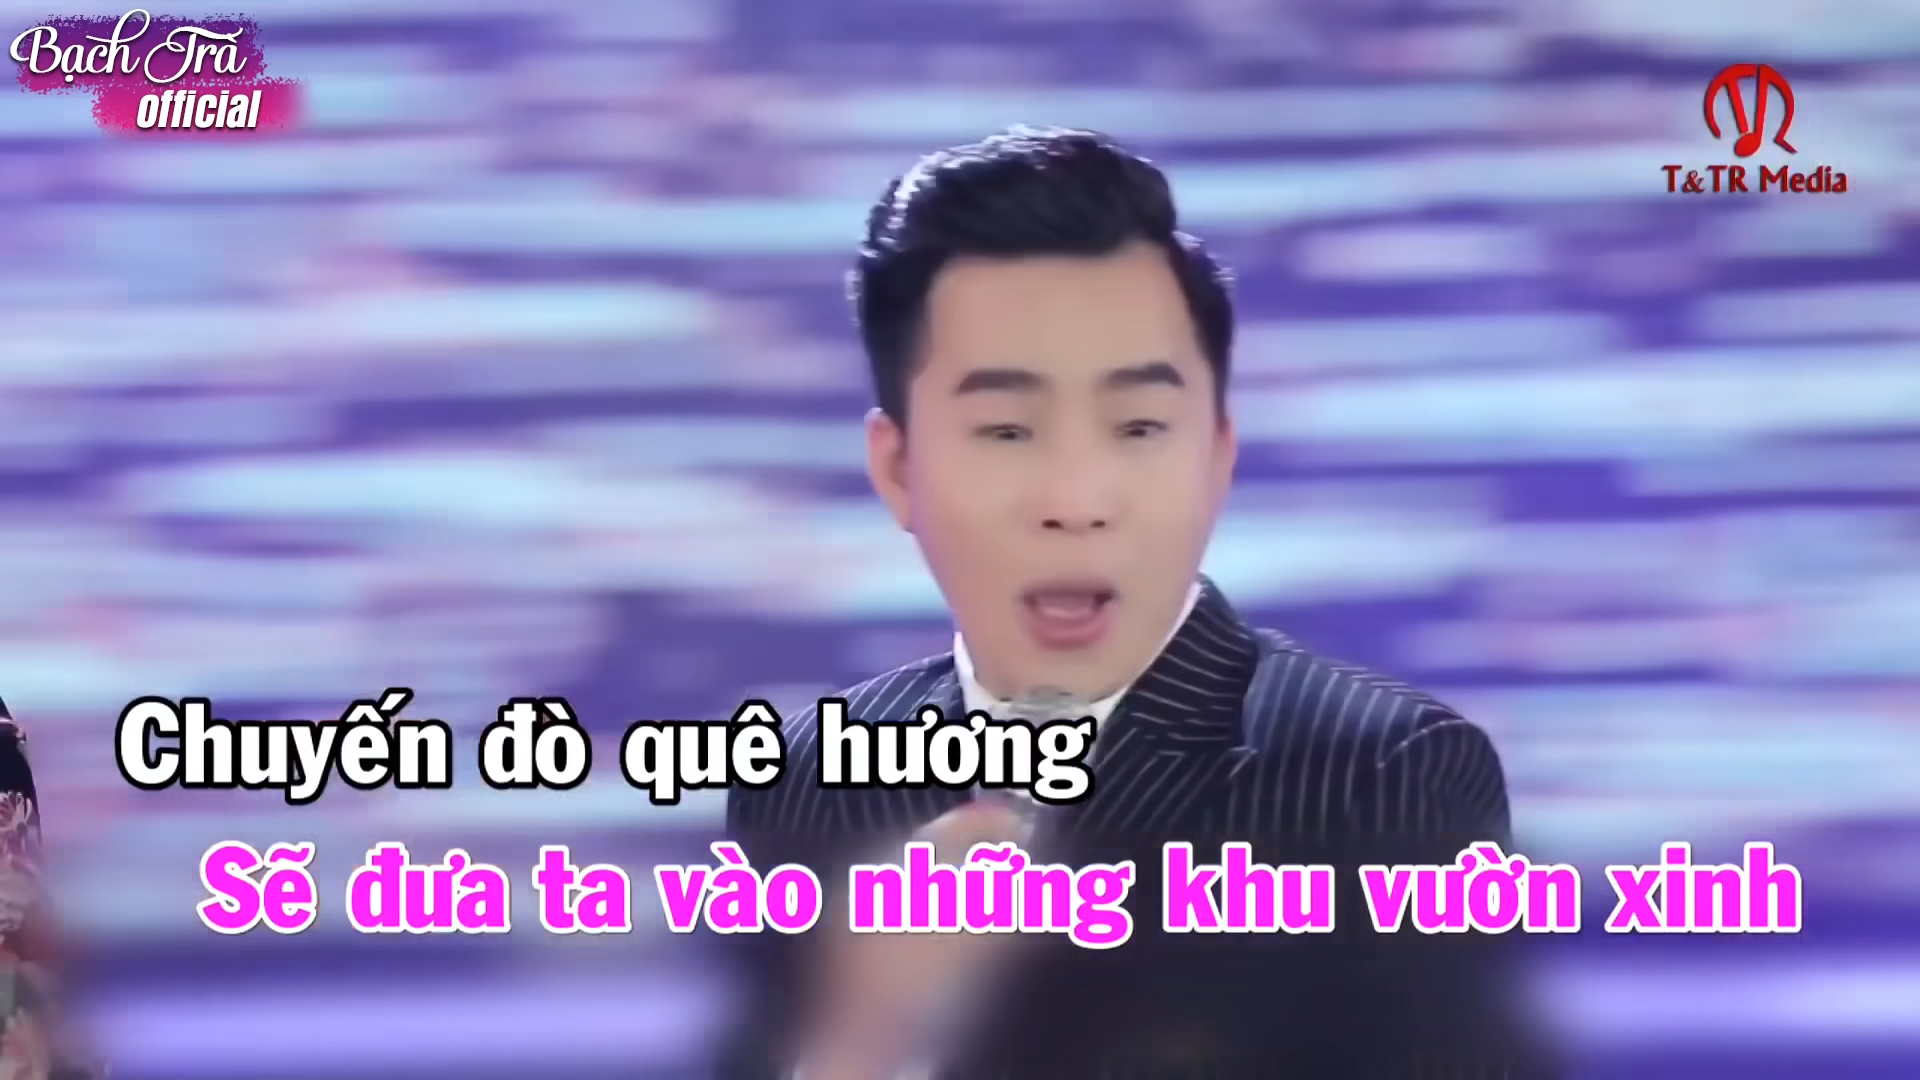 Bạch Trà
official
T&TR Media
Chuyến đò quê hương
Sẽ đưa ta vào những khu vườn xinh